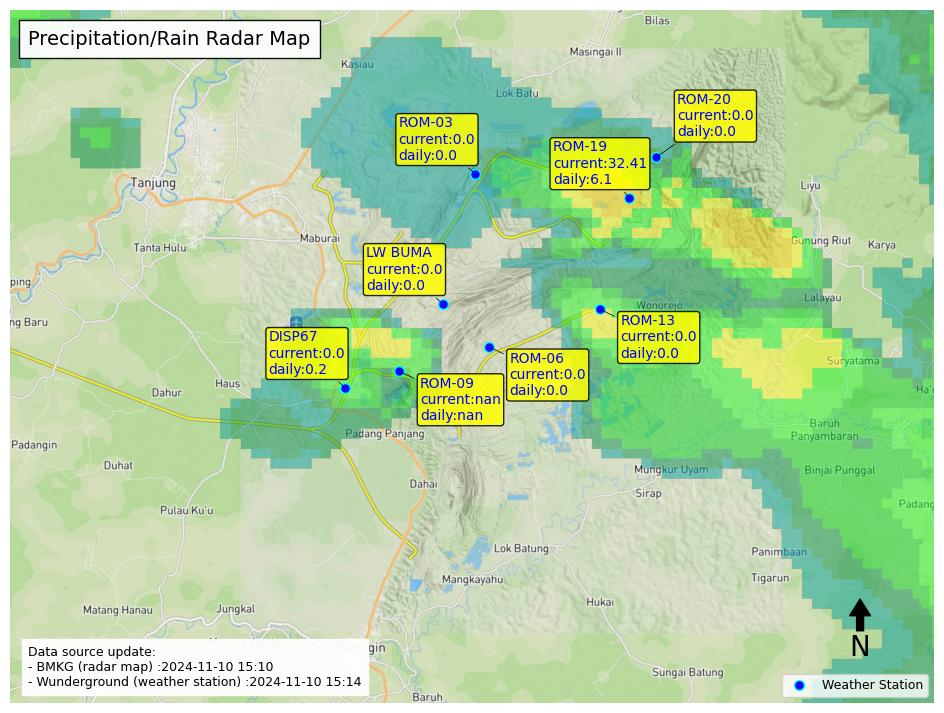 Precipitation/Rain Radar Map
Bilas
Masingai II
Kasiau
Lok Batu
ROM-20
current:0.0
daily:0.0
ROM-03
current:0.0
daily:0.0
ROM-19
current:32.41
daily:6.1
Tanjung
Liyu
Maburai
Tanta Hulu
Gunung Riut
Karya
LW BUMA
current:0.0
daily:0.0
ping
Lalayau
Wonorejo
ng Baru
ROM-13
current:0.0
daily:0.0
DISP67
current:0.0
daily:0.2
ROM-06
current:0.0
daily:0.0
Suryatama
ROM-09
current:nan
daily:nan
Haus
Dahur
Ha'
Baruh
Panyambaran
Padang Panjang
Padangin
Duhat
Mungkur Uyam
Binjai Punggal
Dahai
Sirap
Pulau Ku'u
Padang
Lok Batung
Panimbaan
Mangkayahu
Tigarun
Hukai
Matang Hanau
Jungkal
N
Sungai Batung
Baruh
Data source update:
- BMKG (radar map) :2024-11-10 15:10
- Wunderground (weather station) :2024-11-10 15:14
Weather Station